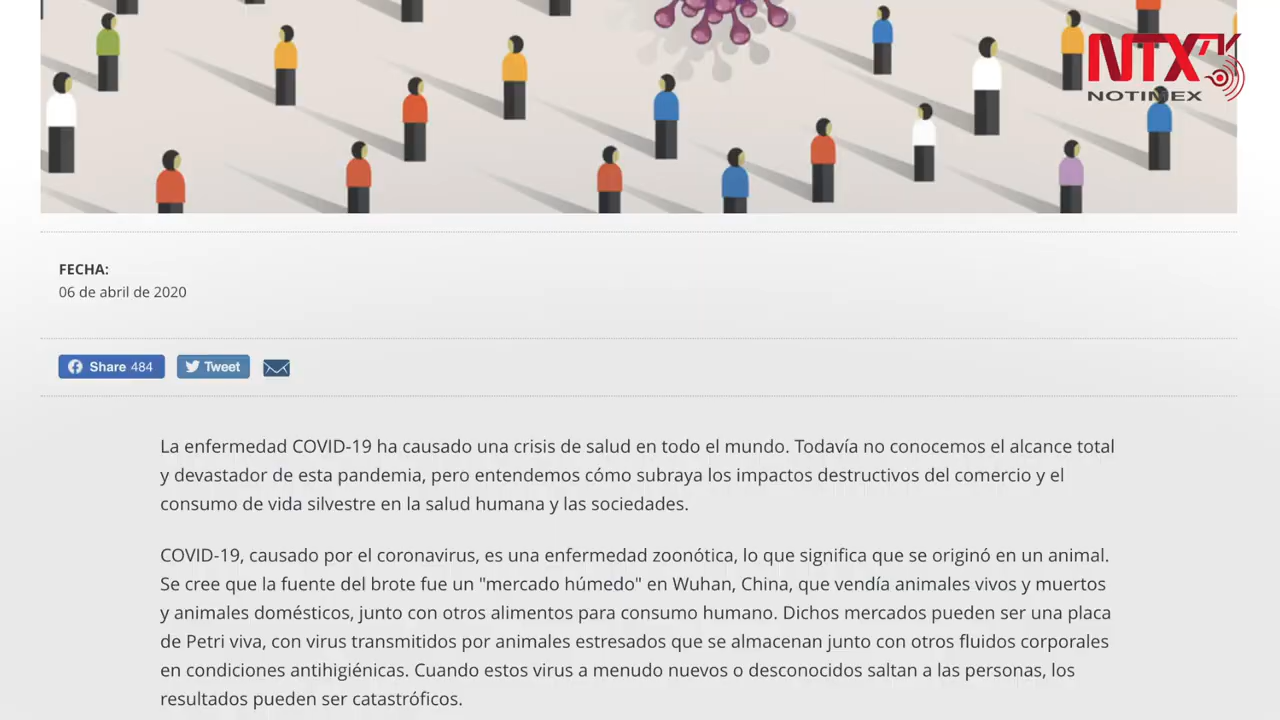 NTX
NOTIMEX
FECHA:
06 de abril de 2020
Share 484
Tweet
La enfermedad COVID-19 ha causado una crisis de salud en todo el mundo. Todavía no conocemos el alcance total
y devastador de esta pandemia, pero entendemos cómo subraya los impactos destructivos del comercio y el
consumo de vida silvestre en la salud humana y las sociedades.
COVID-19, causado por el coronavirus, es una enfermedad zoonótica, lo que significa que se originó en un animal.
Se cree que la fuente del brote fue un "mercado húmedo" en Wuhan, China, que vendía animales vivos y muertos
y animales domésticos, junto con otros alimentos para consumo humano. Dichos mercados pueden ser una placa
de Petri viva, con virus transmitidos por animales estresados que se almacenan junto con otros fluidos corporales
en condiciones antihigiénicas. Cuando estos virus a menudo nuevos o desconocidos saltan a las personas, los
resultados pueden ser catastróficos.